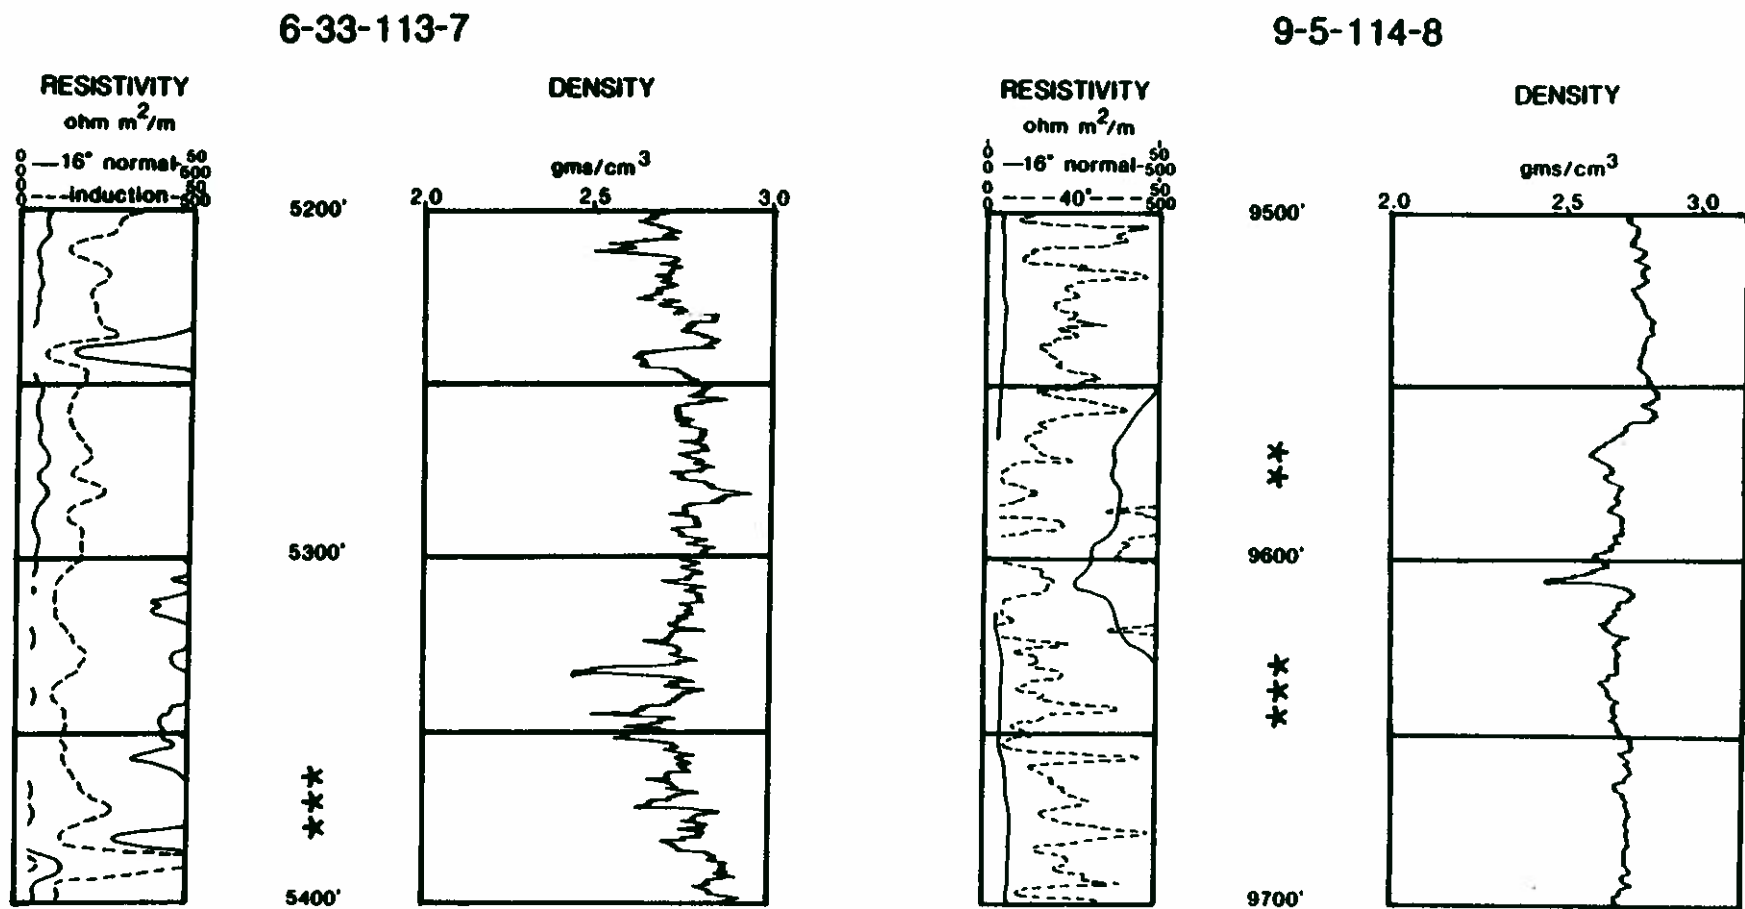 6-33-113-7
RESISTIVITY
ohm m²/m
0 — 16" normal - 50
0 500
0 --- induction - 50
0 500
DENSITY
gms/cm³
2.0 2.5 3.0
5200'
5300'
***
5400'
9-5-114-8
RESISTIVITY
ohm m²/m
0 — 16" normal - 50
0 500
0 --- 40" --- 50
0 500
DENSITY
gms/cm³
2.0 2.5 3.0
9500'
**
9600'
***
9700'